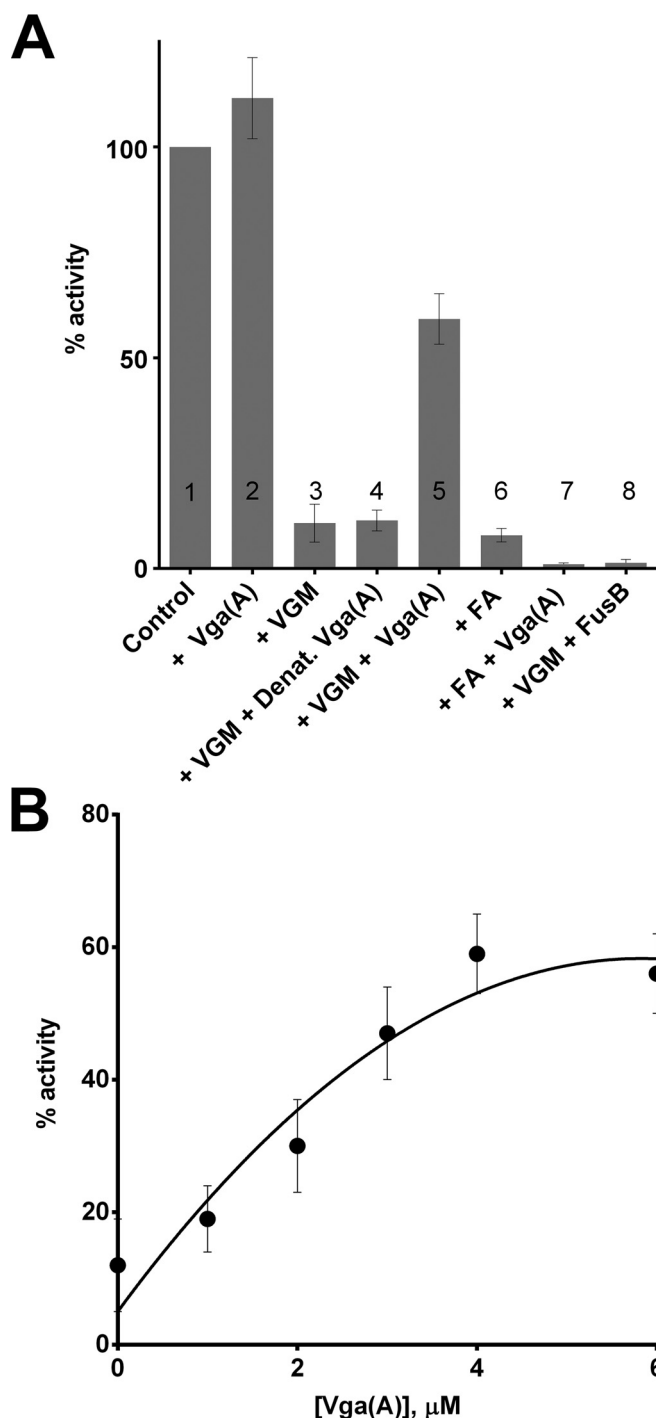 A
% activity
100
50
0
1 2 3 4 5 6 7 8
Control
+ Vga(A)
+ VGM
+ VGM + Denat. Vga(A)
+ VGM + Vga(A)
+ FA
+ FA + Vga(A)
+ VGM + FusB
B
% activity
80
60
40
20
0
0 2 4 6
[Vga(A)], μM